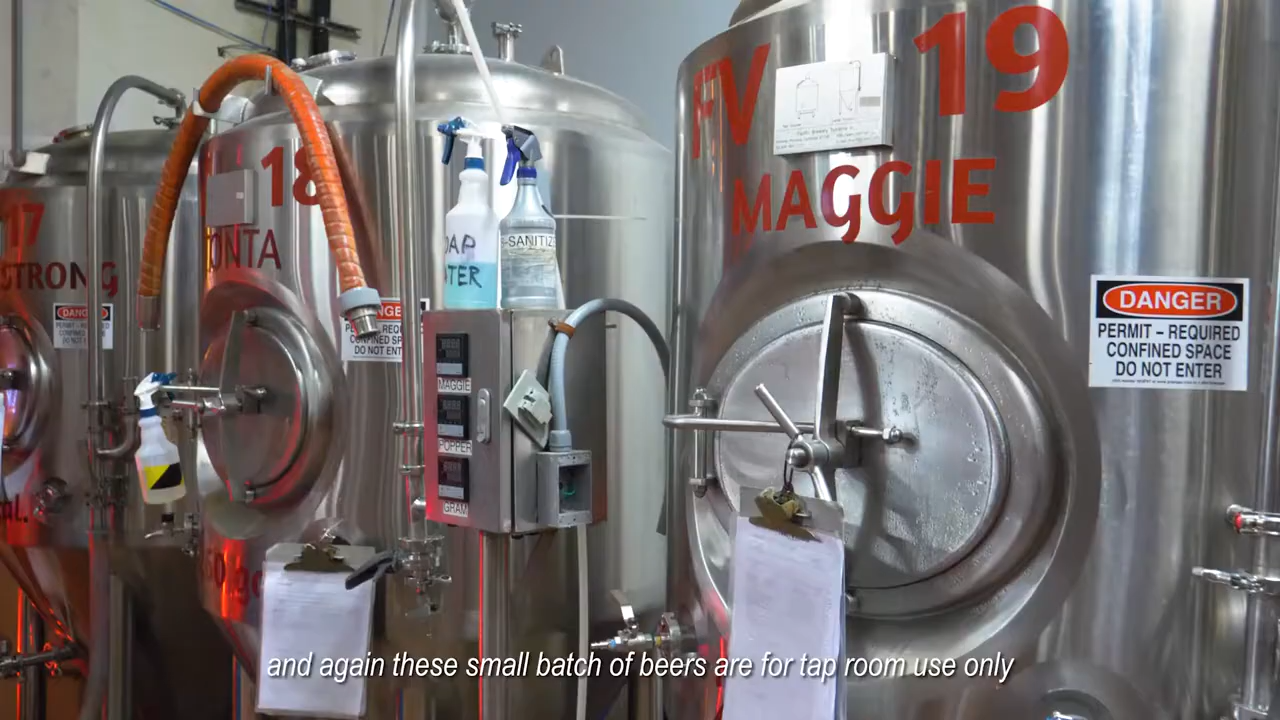 17
STRONG
18
ONTA
FV 19
MAGGIE
SOAP
WATER
-SANITIZ
DANGER
PERMIT – REQUIRED
CONFINED SPACE
DO NOT ENTER
DANGER
PERMIT – REQUIRED
CONFINED SPACE
DO NOT ENTER
MAGGIE
POPPER
GRAM
and again these small batch of beers are for tap room use only